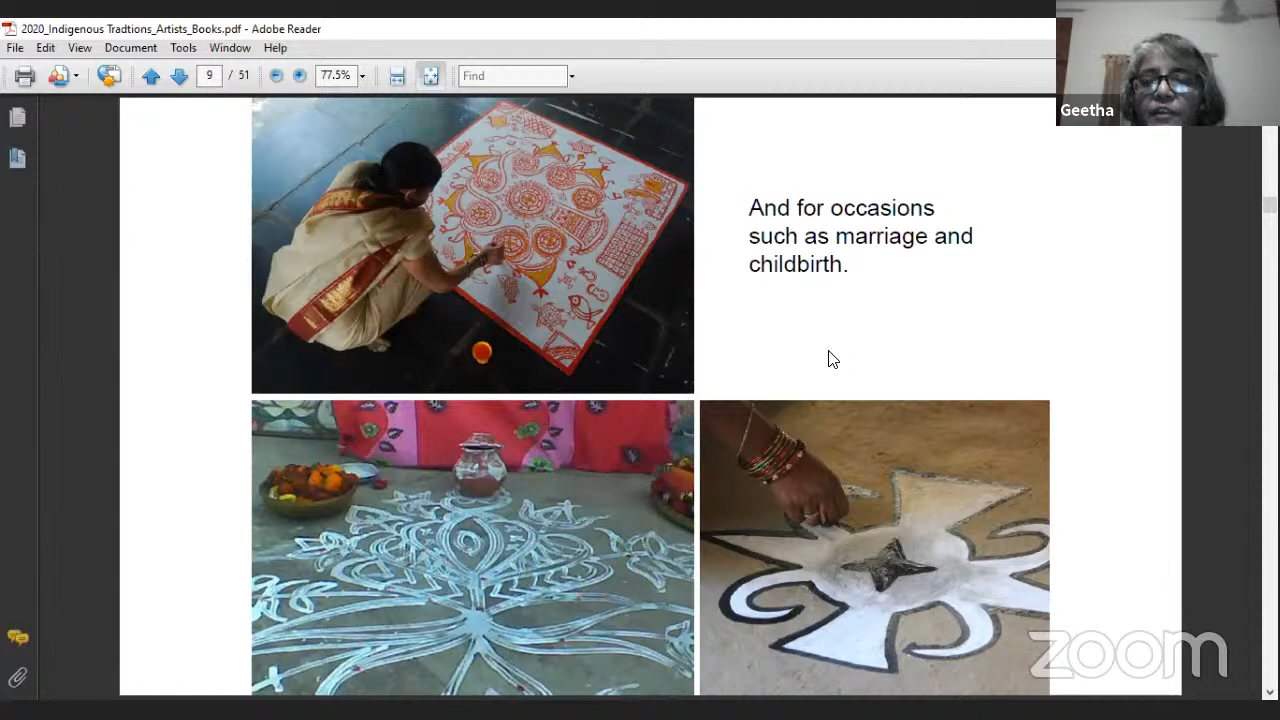 2020_Indigenous Tradtions_Artists_Books.pdf - Adobe Reader
File Edit View Document Tools Window Help
9 / 51 77.5% Find
Geetha
And for occasions
such as marriage and
childbirth.
zoom